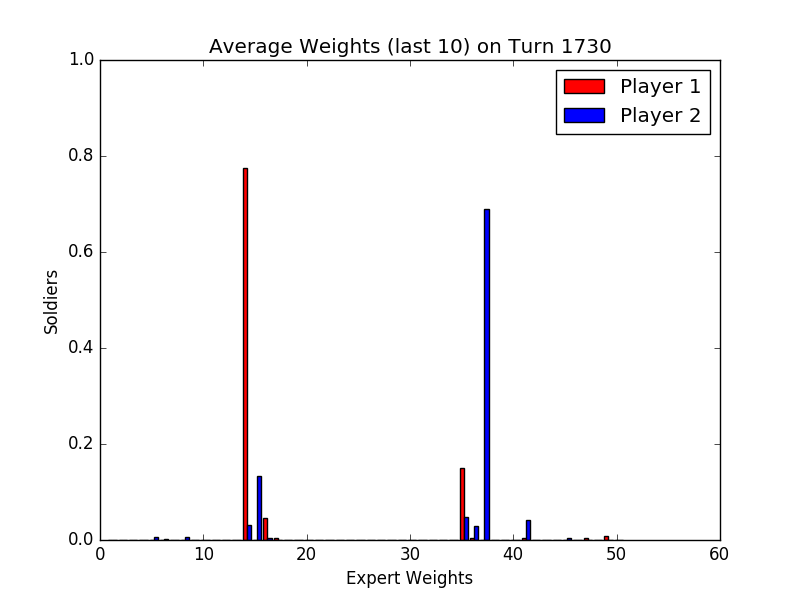 Average Weights (last 10) on Turn 1730
1.0
0.8
0.6
0.4
0.2
0.0
Soldiers
Player 1
Player 2
0 10 20 30 40 50 60
Expert Weights